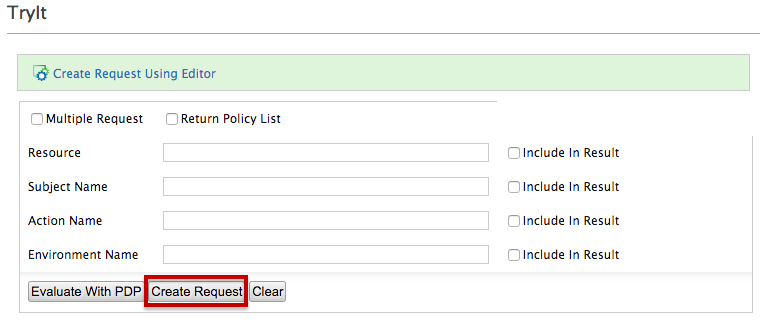 TryIt
Create Request Using Editor
Multiple Request Return Policy List
Resource Include In Result
Subject Name Include In Result
Action Name Include In Result
Environment Name Include In Result
Evaluate With PDP Create Request Clear